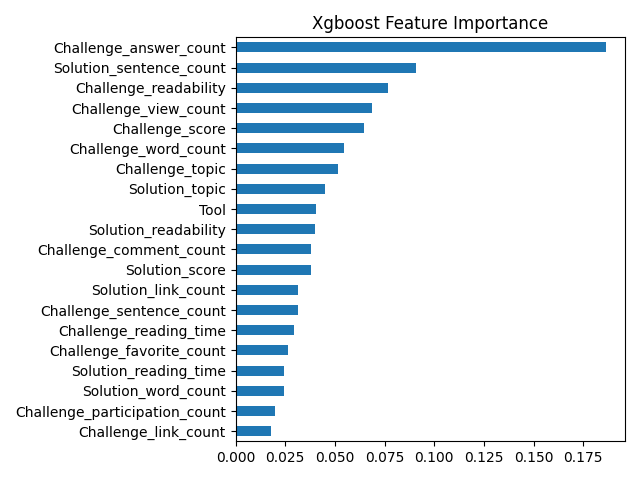 Xgboost Feature Importance
Challenge_answer_count
Solution_sentence_count
Challenge_readability
Challenge_view_count
Challenge_score
Challenge_word_count
Challenge_topic
Solution_topic
Tool
Solution_readability
Challenge_comment_count
Solution_score
Solution_link_count
Challenge_sentence_count
Challenge_reading_time
Challenge_favorite_count
Solution_reading_time
Solution_word_count
Challenge_participation_count
Challenge_link_count
0.000 0.025 0.050 0.075 0.100 0.125 0.150 0.175